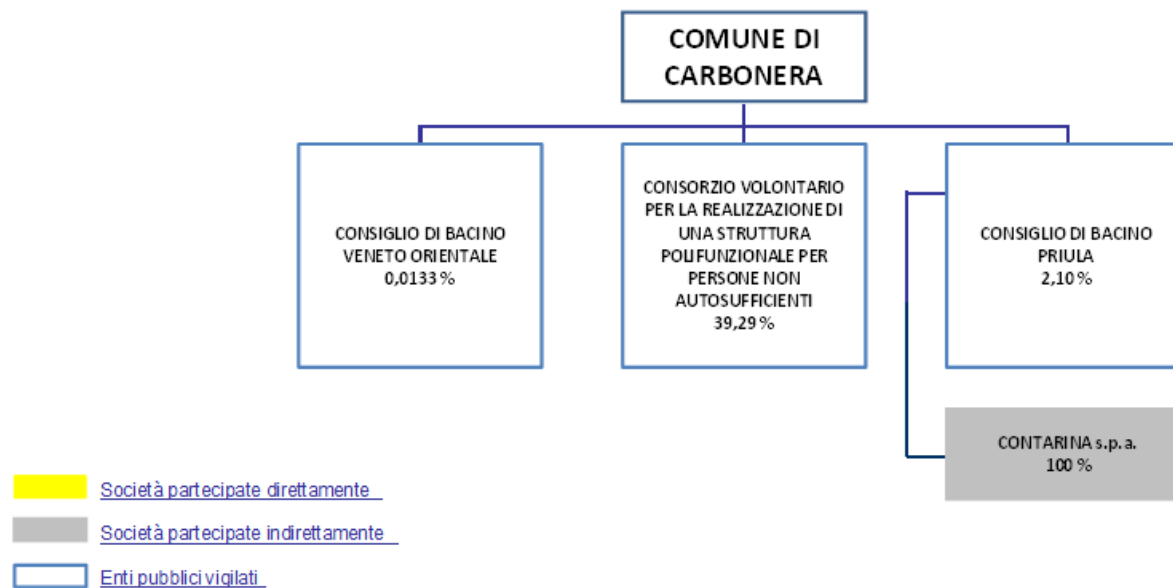 COMUNE DI
CARBONERA
CONSIGLIO DI BACINO
VENETO ORIENTALE
0,0133 %
CONSORZIO VOLONTARIO
PER LA REALIZZAZIONE DI
UNA STRUTTURA
POLIFUNZIONALE PER
PERSONE NON
AUTOSUFFICIENTI
39,29 %
CONSIGLIO DI BACINO
PRIULA
2,10 %
CONTARINA s.p.a.
100 %
Società partecipate direttamente
Società partecipate indirettamente
Enti pubblici vigilati